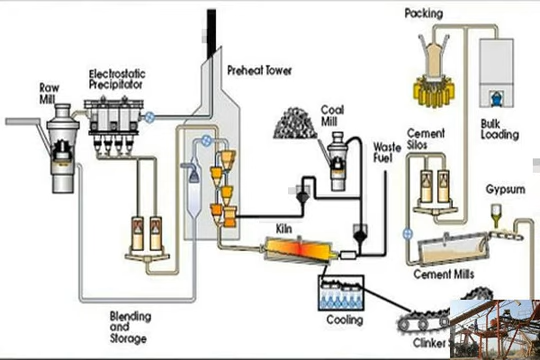 Packing
Raw
Mill
Electrostatic
Precipitator
Preheat Tower
Coal
Mill
Waste
Fuel
Cement
Silos
Bulk
Loading
Gypsum
Kiln
Cement Mills
Blending
and
Storage
Cooling
Clinker